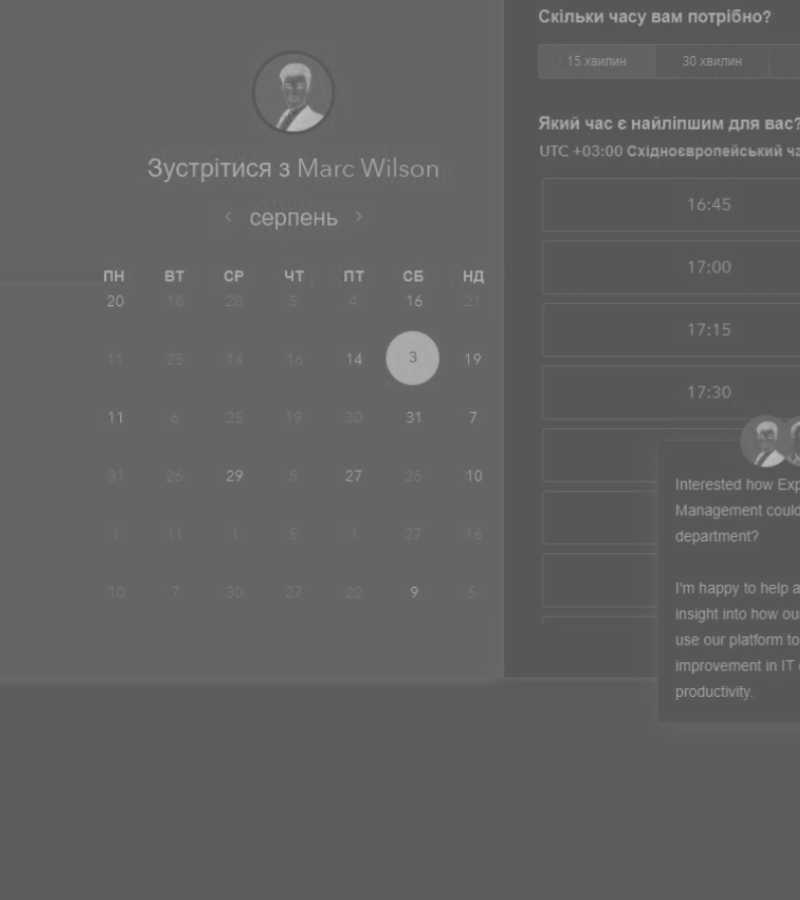 Зустрітися з Marc Wilson
‹ серпень ›
ПН ВТ СР ЧТ ПТ СБ НД
20 18 28 5 4 16 21
11 25 14 16 14 3 19
11 6 25 19 30 31 7
31 26 29 5 27 25 10
1 11 1 5 1 27 16
10 7 30 27 22 9 5
Скільки часу вам потрібно?
15 хвилин 30 хвилин
Який час є найліпшим для вас?
UTC +03:00 Східноєвропейський
16:45
17:00
17:15
17:30
Interested how
Management could
department?
I'm happy to help
insight into how
use our platform to
improvement in IT
productivity.